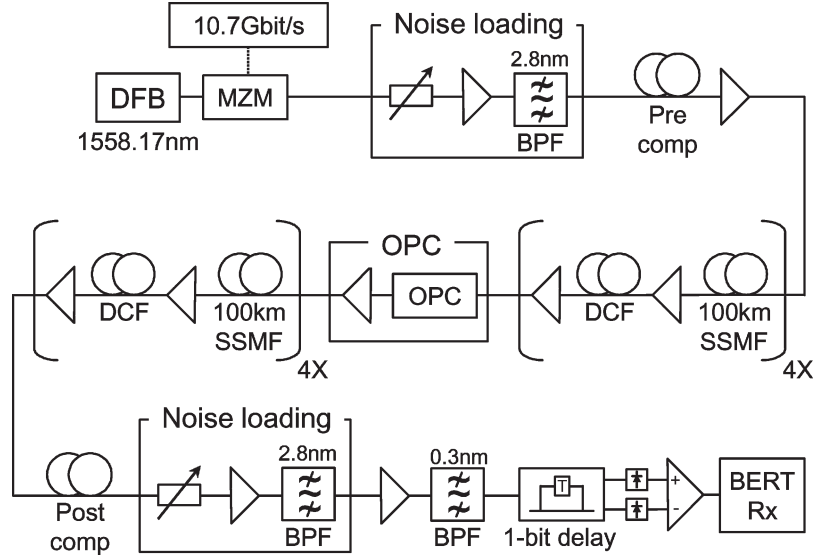 10.7Gbit/s
Noise loading
2.8nm
DFB
MZM
1558.17nm
BPF
Pre
comp
OPC
OPC
DCF
100km
SSMF
4X
DCF
100km
SSMF
4X
Noise loading
2.8nm
0.3nm
T
+
-
BERT
Rx
Post
comp
BPF
BPF
1-bit delay